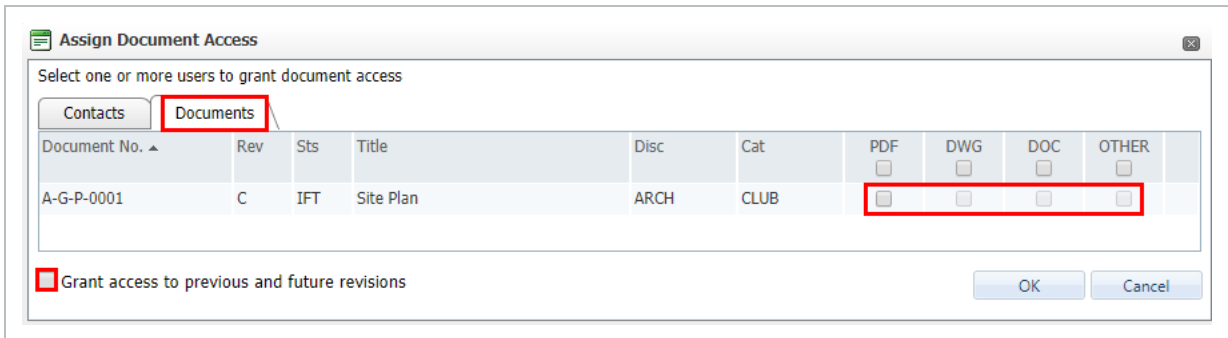 Assign Document Access
Select one or more users to grant document access
Contacts Documents
Document No. Rev Sts Title Disc Cat PDF DWG DOC OTHER
A-G-P-0001 C IFT Site Plan ARCH CLUB
Grant access to previous and future revisions OK Cancel